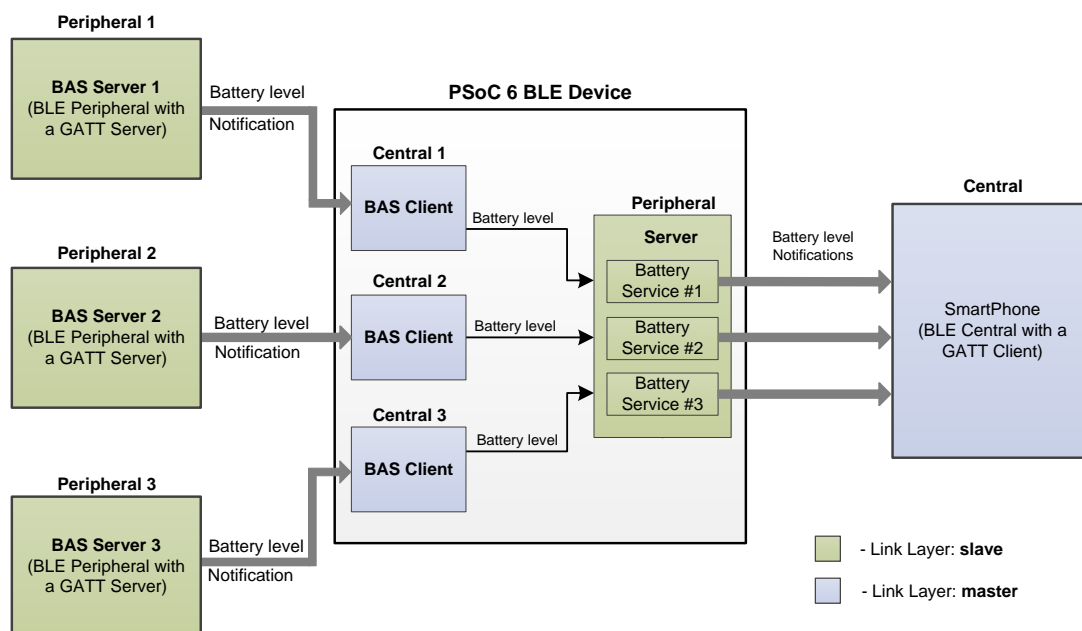 Peripheral 1
BAS Server 1
(BLE Peripheral with
a GATT Server)
Battery level
Notification
Peripheral 2
BAS Server 2
(BLE Peripheral with
a GATT Server)
Battery level
Notification
Peripheral 3
BAS Server 3
(BLE Peripheral with
a GATT Server)
Battery level
Notification
PSoC 6 BLE Device
Central 1
BAS Client
Battery level
Central 2
BAS Client
Battery level
Central 3
BAS Client
Battery level
Peripheral
Server
Battery
Service #1
Battery
Service #2
Battery
Service #3
Battery level
Notifications
Central
SmartPhone
(BLE Central with a
GATT Client)
- Link Layer: slave
- Link Layer: master